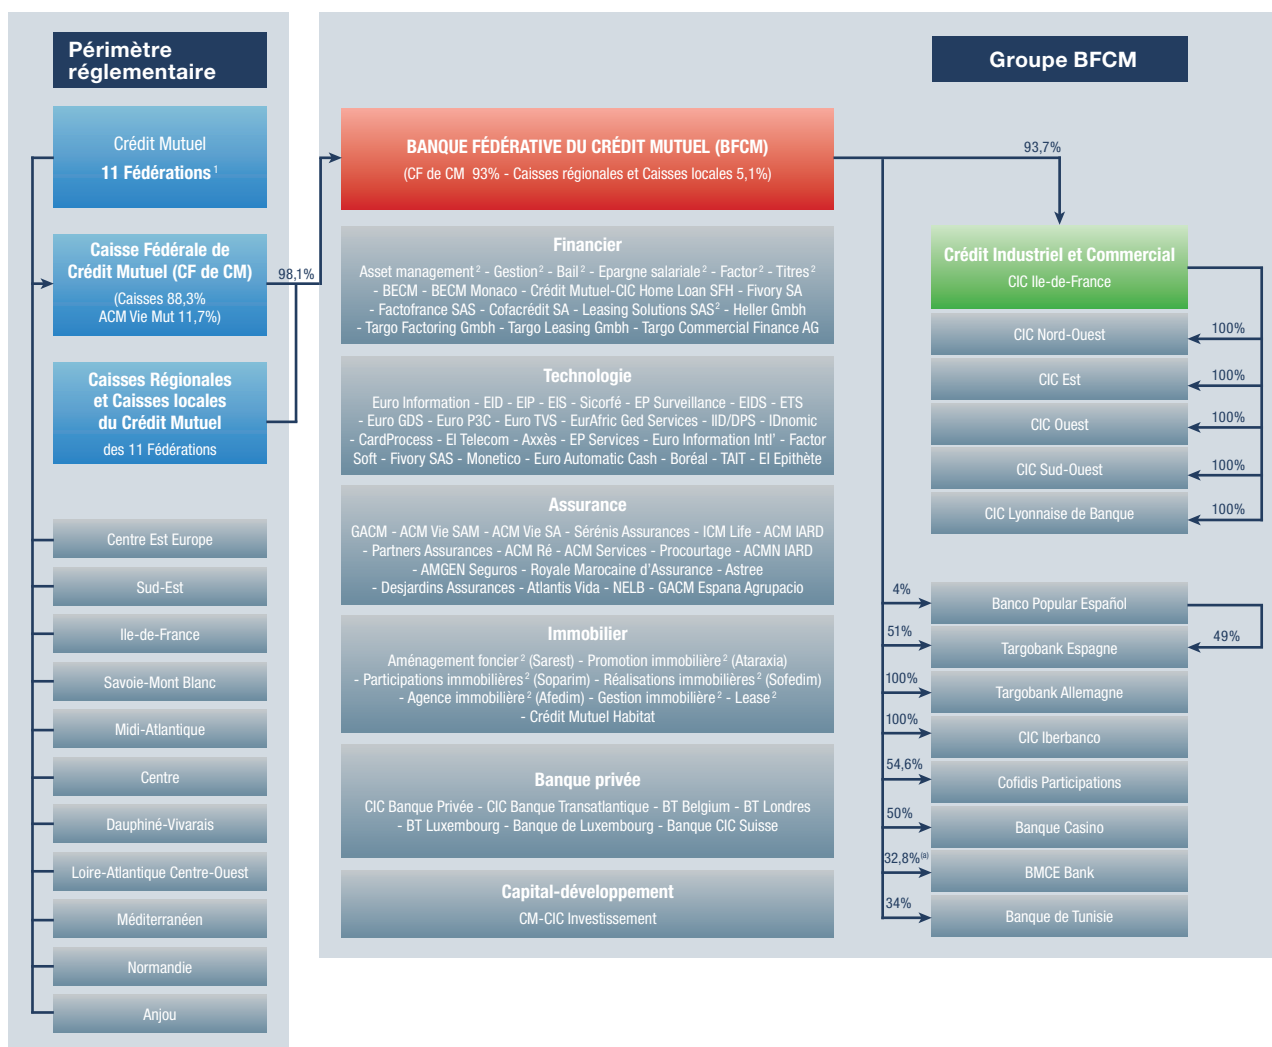 Périmètre
réglementaire
Crédit Mutuel
11 Fédérations 1
Caisse Fédérale de
Crédit Mutuel (CF de CM)
(Caisses 88,3%
ACM Vie Mut 11,7%)
98,1%
Caisses Régionales
et Caisses locales
du Crédit Mutuel
des 11 Fédérations
Centre Est Europe
Sud-Est
Ile-de-France
Savoie-Mont Blanc
Midi-Atlantique
Centre
Dauphiné-Vivarais
Loire-Atlantique Centre-Ouest
Méditerranéen
Normandie
Anjou
BANQUE FÉDÉRATIVE DU CRÉDIT MUTUEL (BFCM)
(CF de CM 93% - Caisses régionales et Caisses locales 5,1%)
Financier
Asset management 2 - Gestion 2 - Bail 2 - Epargne salariale 2 - Factor 2 - Titres 2
- BECM - BECM Monaco - Crédit Mutuel-CIC Home Loan SFH - Fivory SA
- Factofrance SAS - Cofacrédit SA - Leasing Solutions SAS 2 - Heller Gmbh
- Targo Factoring Gmbh - Targo Leasing Gmbh - Targo Commercial Finance AG
Technologie
Euro Information - EID - EIP - EIS - Sicorfé - EP Surveillance - EIDS - ETS
- Euro GDS - Euro P3C - Euro TVS - EurAfric Ged Services - IID/DPS - IDnomic
- CardProcess - EI Telecom - Axxès - EP Services - Euro Information Intl’ - Factor
Soft - Fivory SAS - Monetico - Euro Automatic Cash - Boréal - TAIT - EI Epithète
Assurance
GACM - ACM Vie SAM - ACM Vie SA - Sérénis Assurances - ICM Life - ACM IARD
- Partners Assurances - ACM Ré - ACM Services - Procourtage - ACMN IARD
- AMGEN Seguros - Royale Marocaine d’Assurance - Astree
- Desjardins Assurances - Atlantis Vida - NELB - GACM Espana Agrupacio
Immobilier
Aménagement foncier 2 (Sarest) - Promotion immobilière 2 (Ataraxia)
- Participations immobilières 2 (Soparim) - Réalisations immobilières 2 (Sofedim)
- Agence immobilière 2 (Afedim) - Gestion immobilière 2 - Lease 2
- Crédit Mutuel Habitat
Banque privée
CIC Banque Privée - CIC Banque Transatlantique - BT Belgium - BT Londres
- BT Luxembourg - Banque de Luxembourg - Banque CIC Suisse
Capital-développement
CM-CIC Investissement
Groupe BFCM
93,7%
Crédit Industriel et Commercial
CIC Ile-de-France
CIC Nord-Ouest
100%
CIC Est
100%
CIC Ouest
100%
CIC Sud-Ouest
100%
CIC Lyonnaise de Banque
100%
4%
Banco Popular Español
51%
Targobank Espagne
49%
100%
Targobank Allemagne
100%
CIC Iberbanco
54,6%
Cofidis Participations
50%
Banque Casino
32,8%(a)
BMCE Bank
34%
Banque de Tunisie